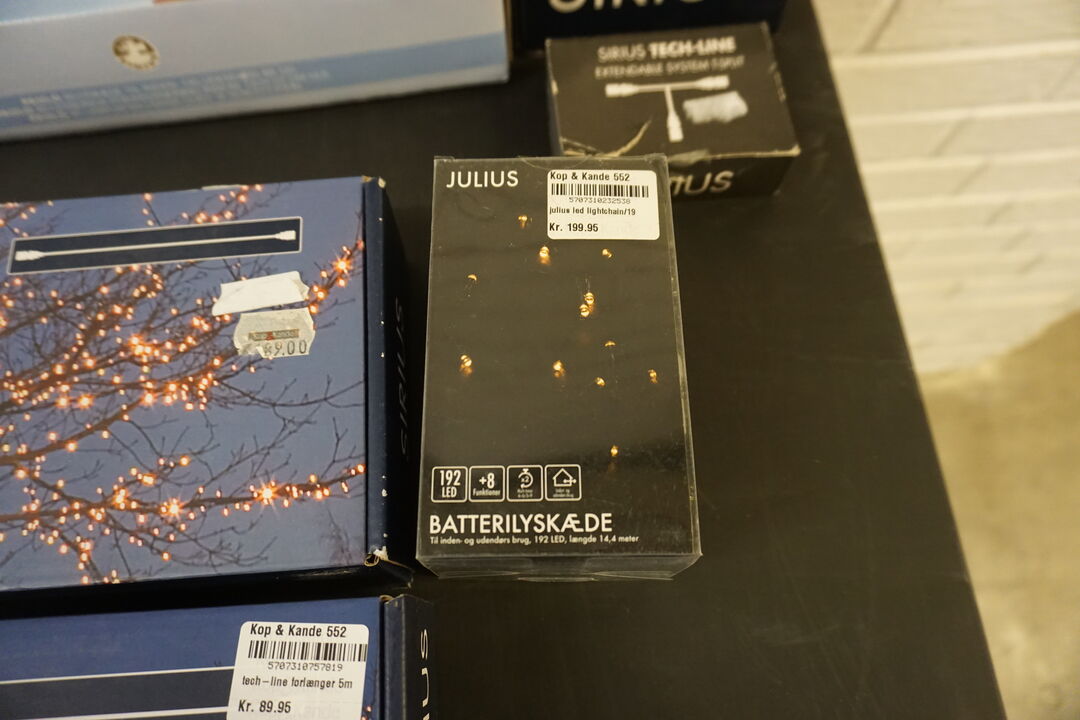 SIRIUS TECH-LINE
EXTENDABLE SYSTEM T-SPLIT
JULIUS
Kop & Kande 552
5707310232538
julius led lightchain/19
Kr. 199.95
SIRIUS
9.00
192
LED
+8
Funktioner
BATTERILYSKÆDE
Til inden- og udendørs brug, 192 LED, længde 14,4 meter
Kop & Kande 552
5707310757819
tech-line forlænger 5m
Kr. 89.95